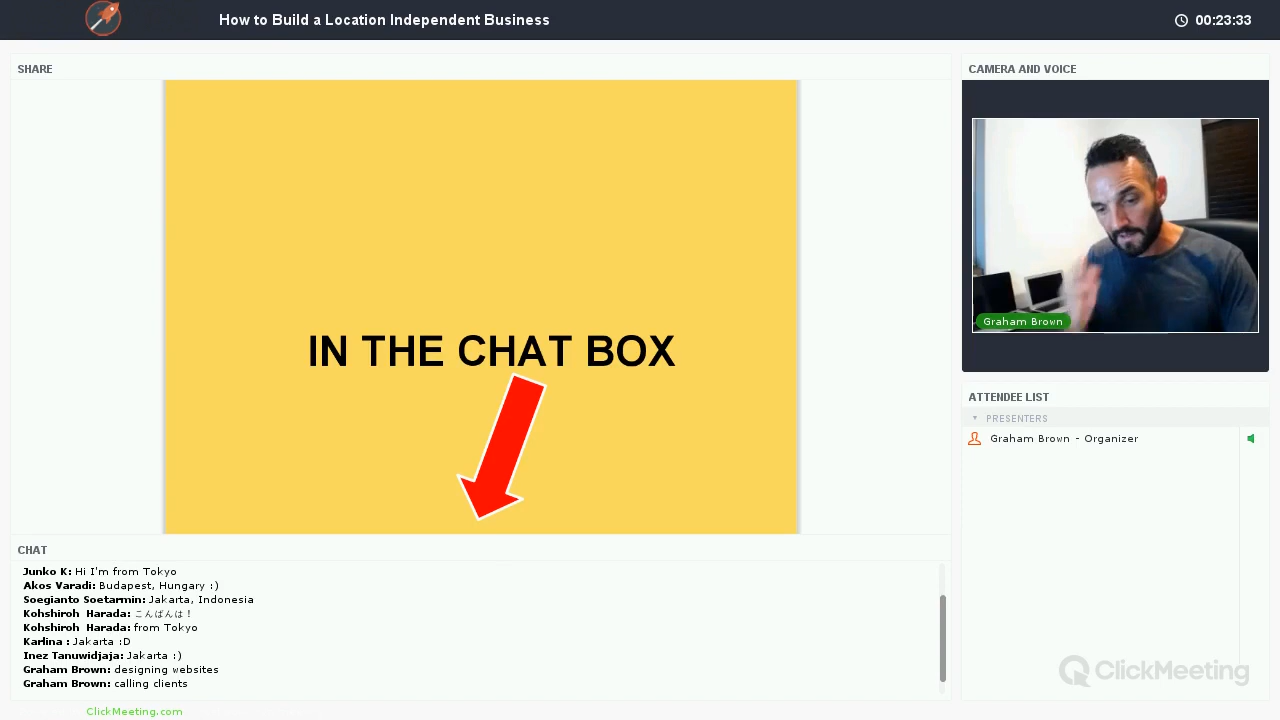 How to Build a Location Independent Business
00:23:33
SHARE
IN THE CHAT BOX
CHAT
Junko K: Hi I'm from Tokyo
Akos Varadi: Budapest, Hungary :)
Soegianto Soetarmin: Jakarta, Indonesia
Kohshiroh Harada: こんばんは！
Kohshiroh Harada: from Tokyo
Karlina : Jakarta :D
Inez Tanuwidjaja: Jakarta :)
Graham Brown: designing websites
Graham Brown: calling clients
ClickMeeting.com
CAMERA AND VOICE
Graham Brown
ATTENDEE LIST
PRESENTERS
Graham Brown - Organizer
ClickMeeting